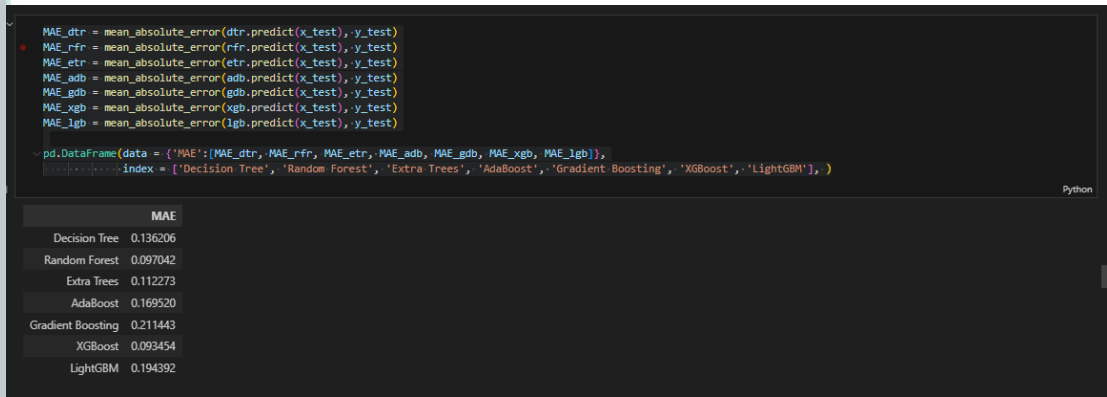 MAE_dtr = mean_absolute_error(dtr.predict(x_test), y_test)
MAE_rfr = mean_absolute_error(rfr.predict(x_test), y_test)
MAE_etr = mean_absolute_error(etr.predict(x_test), y_test)
MAE_adb = mean_absolute_error(adb.predict(x_test), y_test)
MAE_gdb = mean_absolute_error(gdb.predict(x_test), y_test)
MAE_xgb = mean_absolute_error(xgb.predict(x_test), y_test)
MAE_lgb = mean_absolute_error(lgb.predict(x_test), y_test)
pd.DataFrame(data = {'MAE':[MAE_dtr, MAE_rfr, MAE_etr, MAE_adb, MAE_gdb, MAE_xgb, MAE_lgb]},
index = ['Decision Tree', 'Random Forest', 'Extra Trees', 'AdaBoost', 'Gradient Boosting', 'XGBoost', 'LightGBM'], )
Python
MAE
Decision Tree 0.136206
Random Forest 0.097042
Extra Trees 0.112273
AdaBoost 0.169520
Gradient Boosting 0.211443
XGBoost 0.093454
LightGBM 0.194392